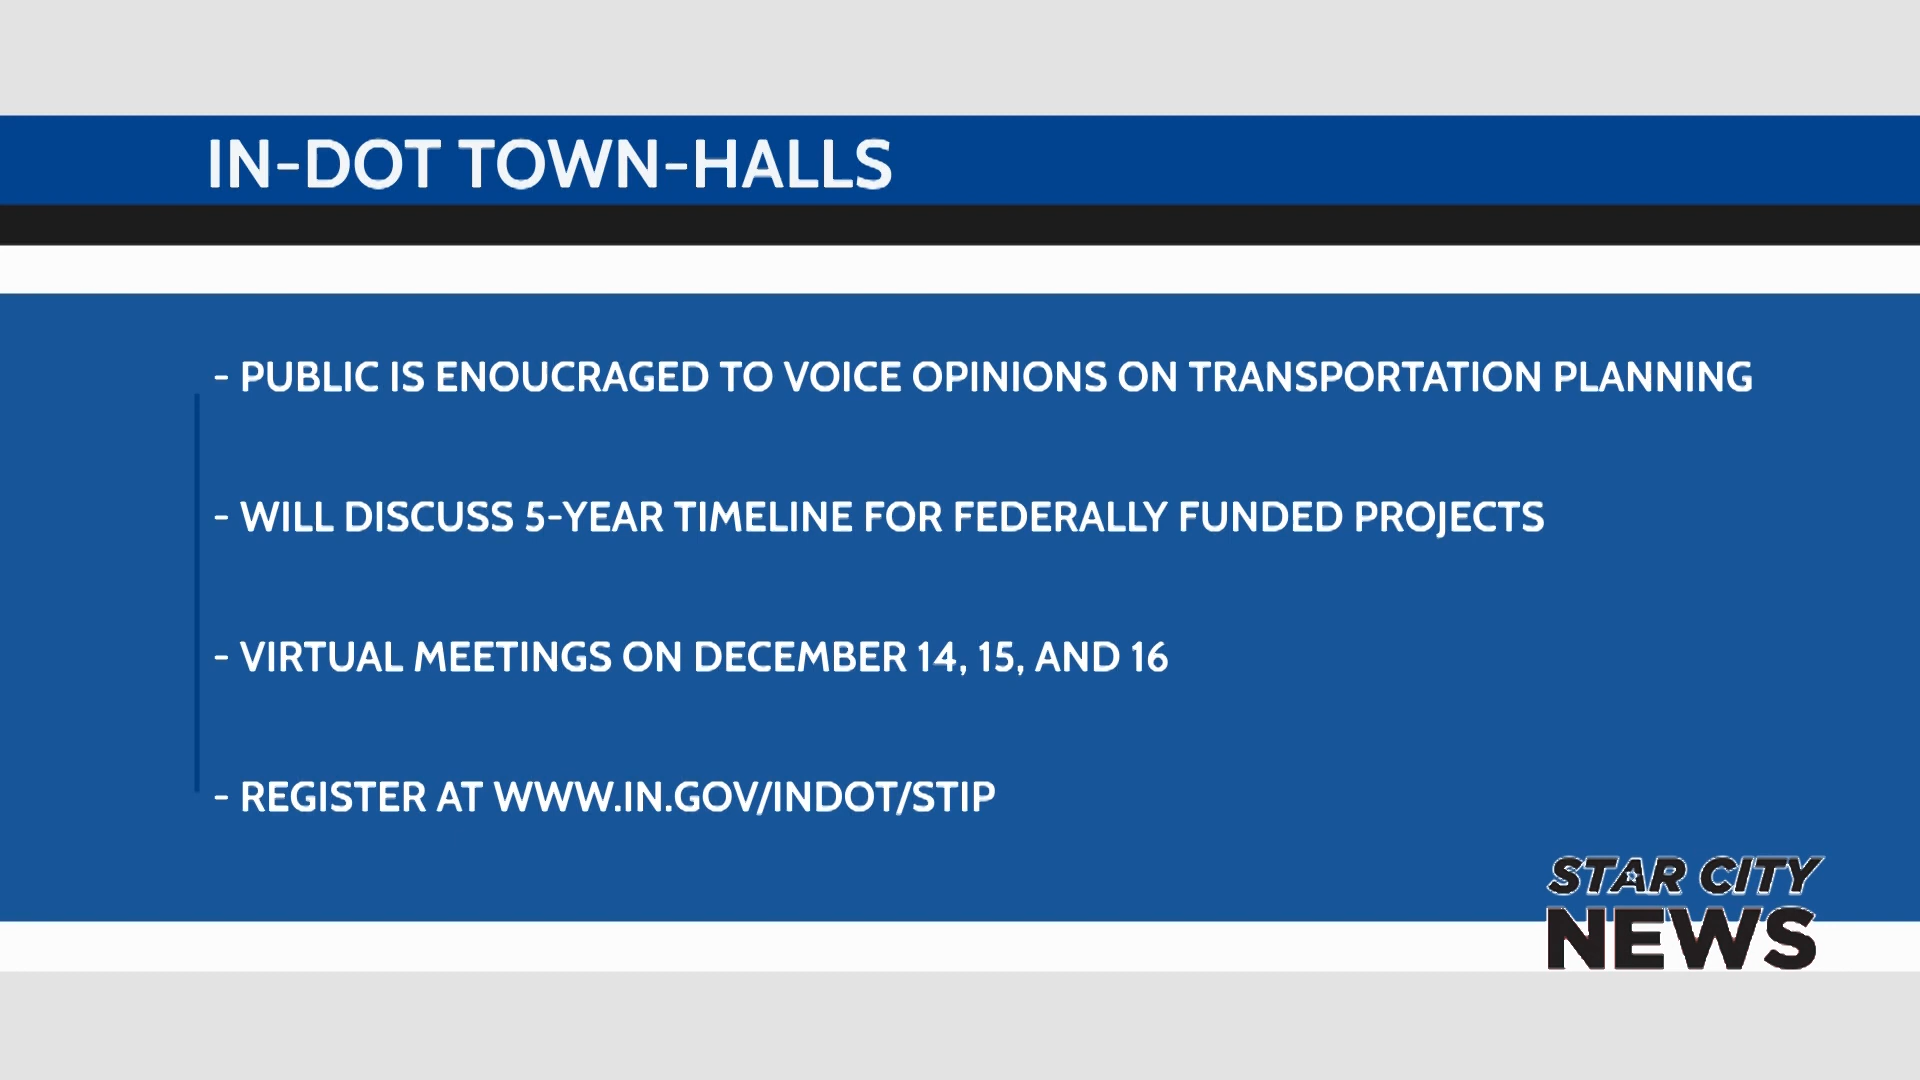 IN-DOT TOWN-HALLS
- PUBLIC IS ENOUCRAGED TO VOICE OPINIONS ON TRANSPORTATION PLANNING
- WILL DISCUSS 5-YEAR TIMELINE FOR FEDERALLY FUNDED PROJECTS
- VIRTUAL MEETINGS ON DECEMBER 14, 15, AND 16
- REGISTER AT WWW.IN.GOV/INDOT/STIP
STAR CITY
NEWS